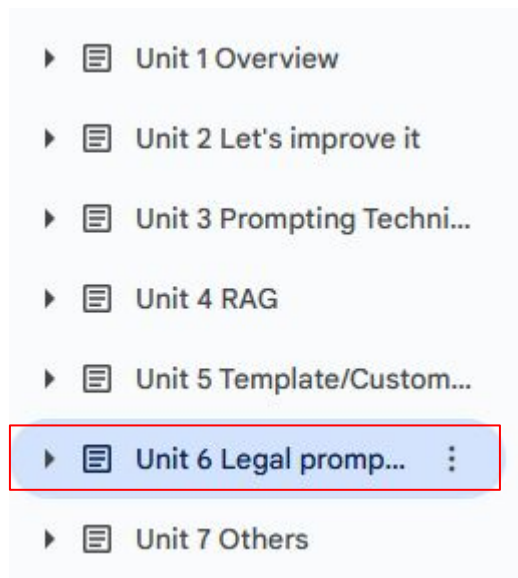 Unit 1 Overview
Unit 2 Let's improve it
Unit 3 Prompting Techni...
Unit 4 RAG
Unit 5 Template/Custom...
Unit 6 Legal promp...
Unit 7 Others